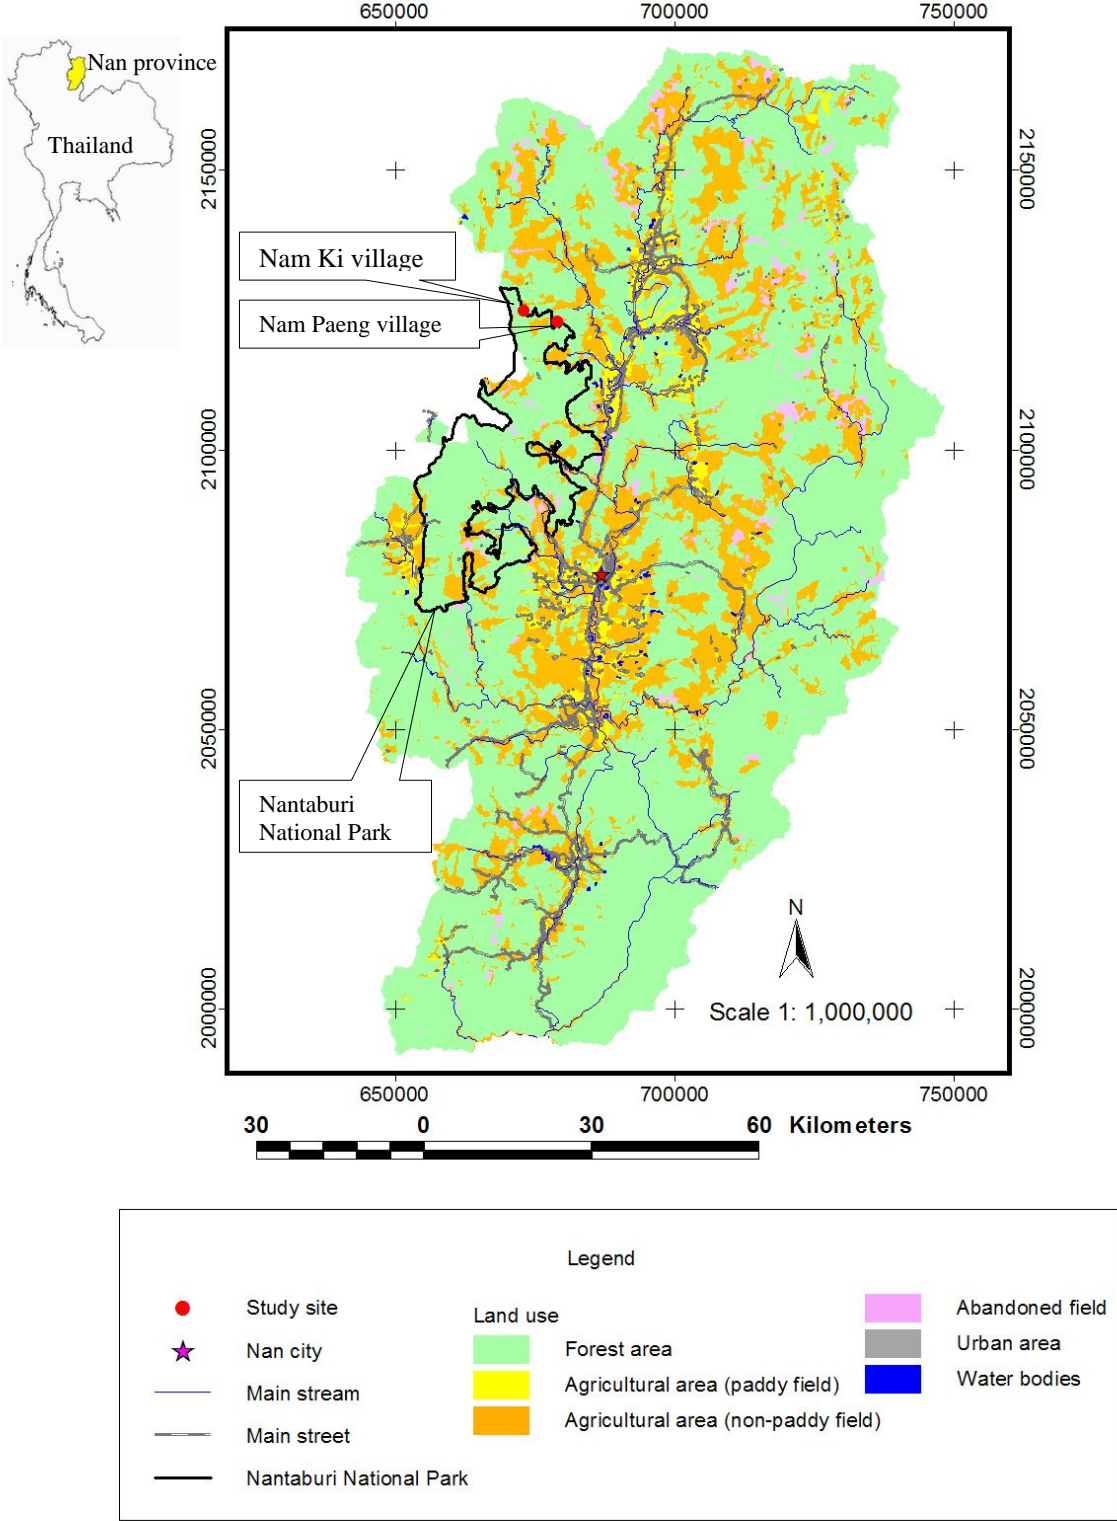 650000
700000
750000
Nan province
Thailand
2150000
2150000
Nam Ki village
Nam Paeng village
2100000
2100000
2050000
2050000
Nantaburi
National Park
N
Scale 1: 1,000,000
2000000
2000000
650000
700000
750000
30
0
30
60
Kilometers
Legend
Study site
Nan city
Main stream
Main street
Nantaburi National Park
Land use
Forest area
Agricultural area (paddy field)
Agricultural area (non-paddy field)
Abandoned field
Urban area
Water bodies